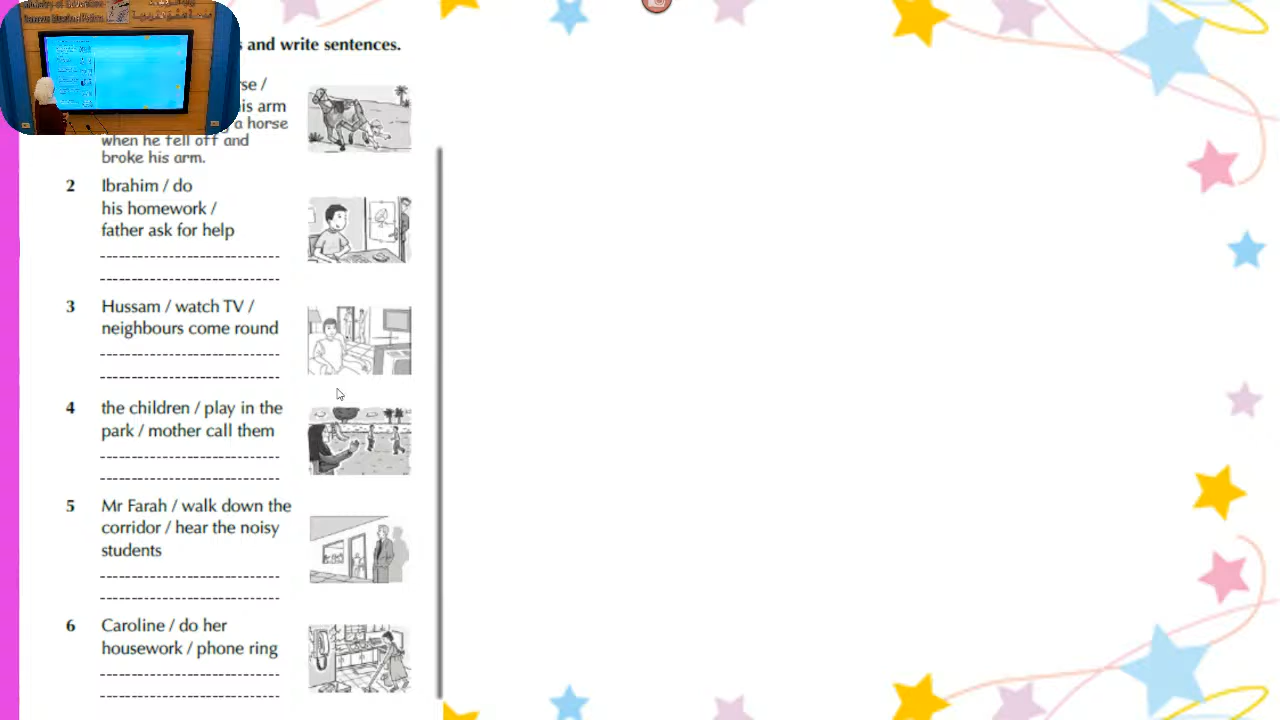 Ministry of Education
s and write sentences.
rse /
is arm
a horse
when he fell off and
broke his arm.
2 Ibrahim / do
his homework /
father ask for help
3 Hussam / watch TV /
neighbours come round
4 the children / play in the
park / mother call them
5 Mr Farah / walk down the
corridor / hear the noisy
students
6 Caroline / do her
housework / phone ring